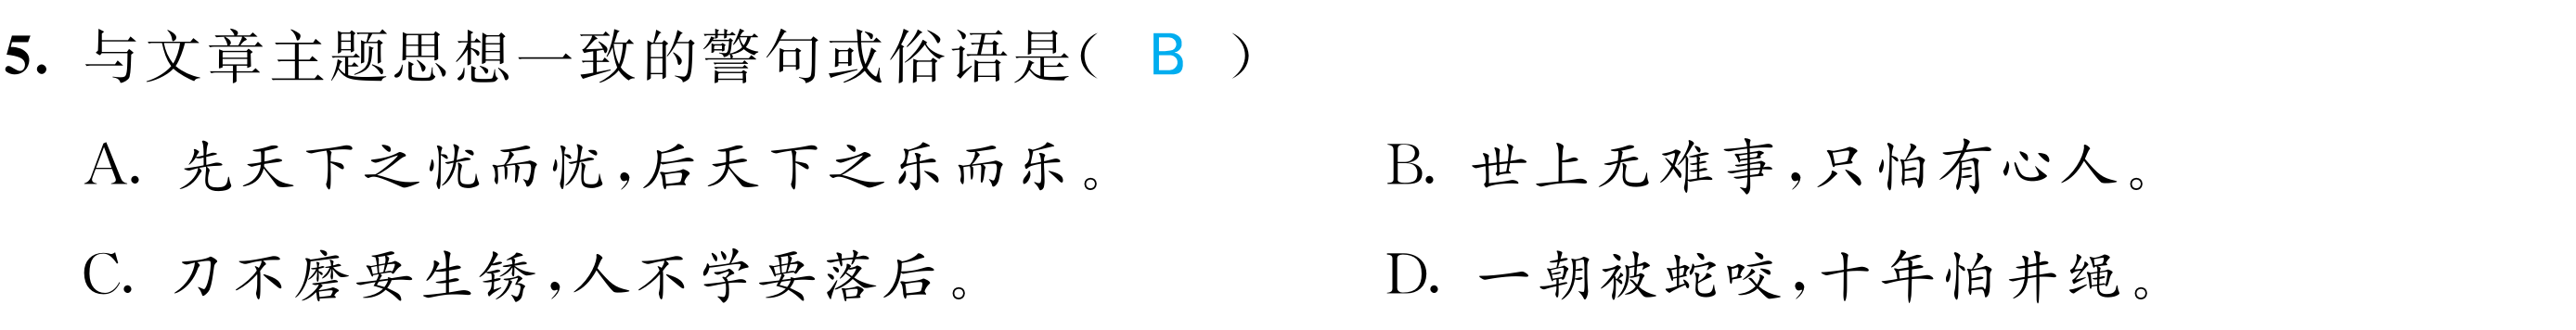 5. 与文章主题思想一致的警句或俗语是( B )
A. 先天下之忧而忧,后天下之乐而乐。 B. 世上无难事,只怕有心人。
C. 刀不磨要生锈,人不学要落后。 D. 一朝被蛇咬,十年怕井绳。